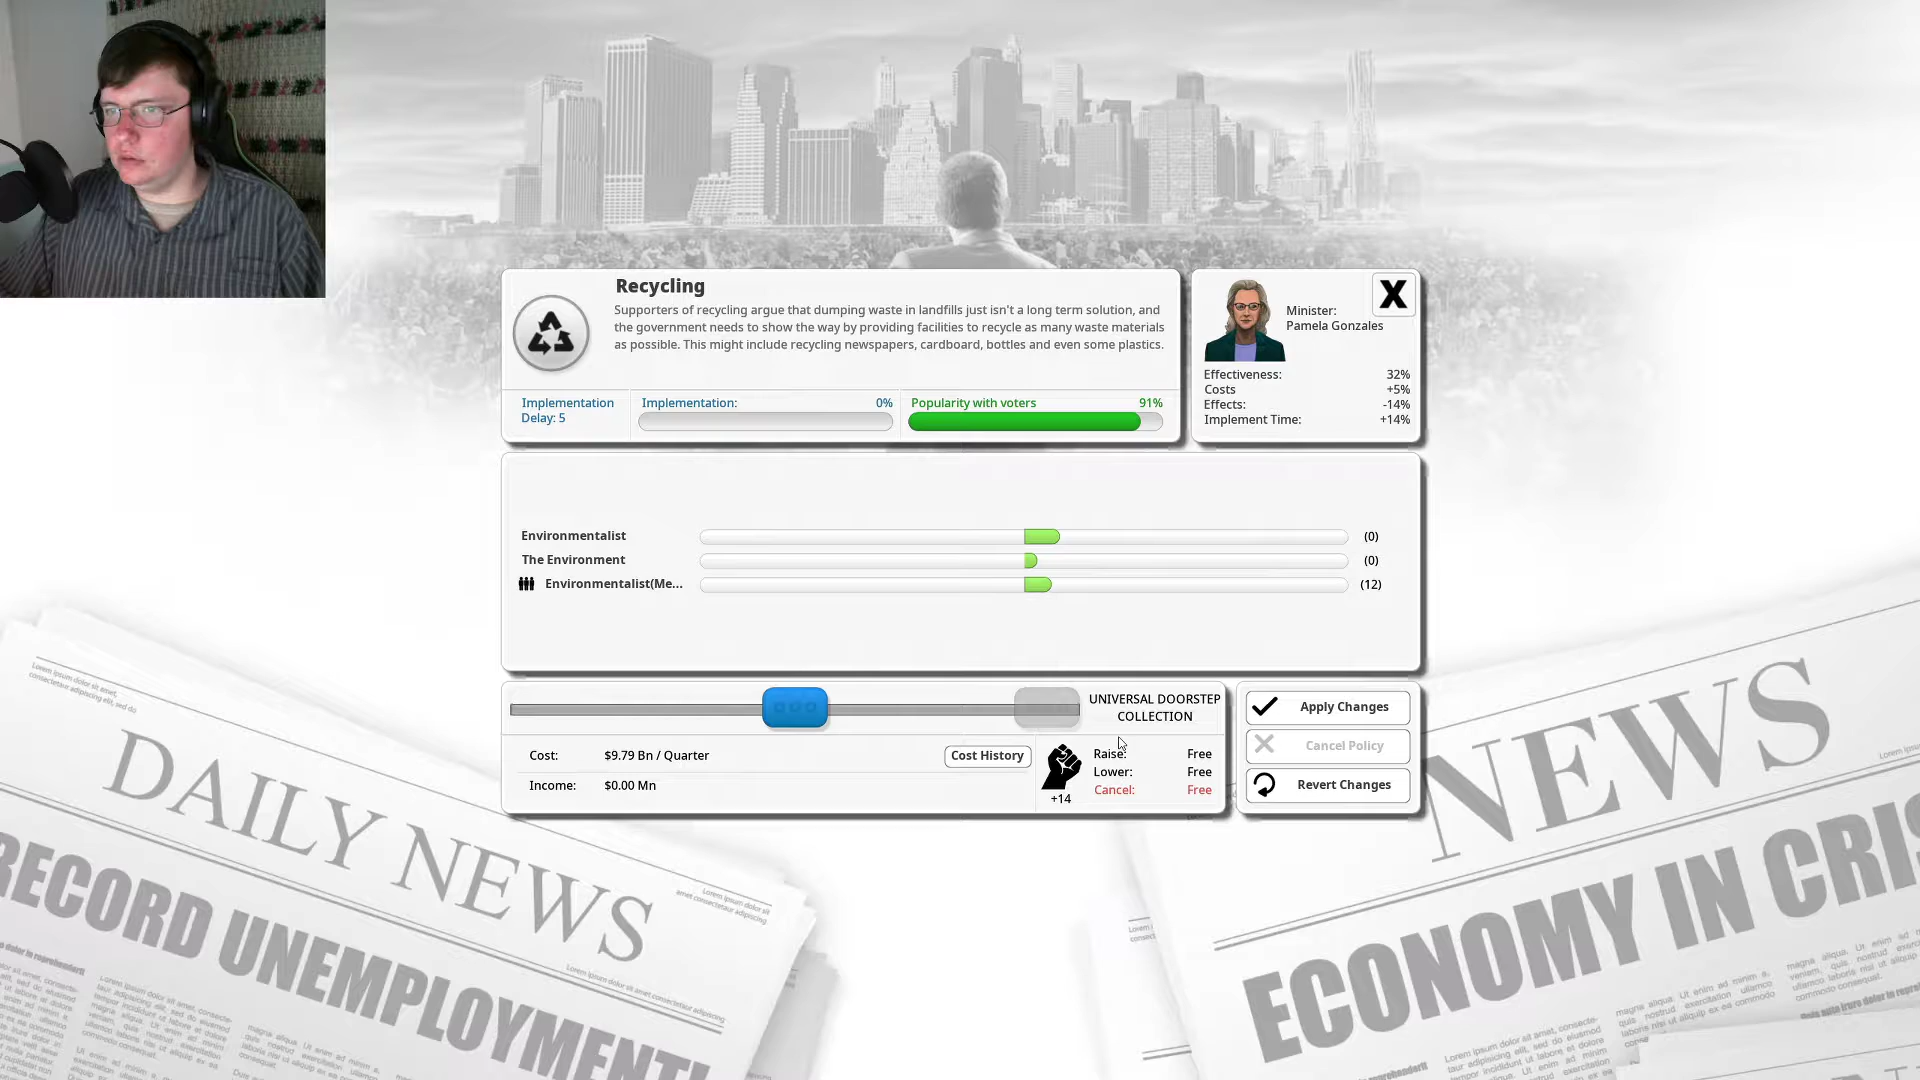 Recycling
Supporters of recycling argue that dumping waste in landfills just isn't a long term solution, and
the government needs to show the way by providing facilities to recycle as many waste materials
as possible. This might include recycling newspapers, cardboard, bottles and even some plastics.
Implementation
Delay: 5
Implementation: 0%
Popularity with voters 91%
X
Minister:
Pamela Gonzales
Effectiveness: 32%
Costs +5%
Effects: -14%
Implement Time: +14%
Environmentalist (0)
The Environment (0)
Environmentalist(Me... (12)
UNIVERSAL DOORSTEP
COLLECTION
Cost: $9.79 Bn / Quarter
Cost History
Income: $0.00 Mn
+14
Raise: Free
Lower: Free
Cancel: Free
Apply Changes
Cancel Policy
Revert Changes
DAILY NEWS
RECORD UNEMPLOYMENT!
NEWS
ECONOMY IN CRIS